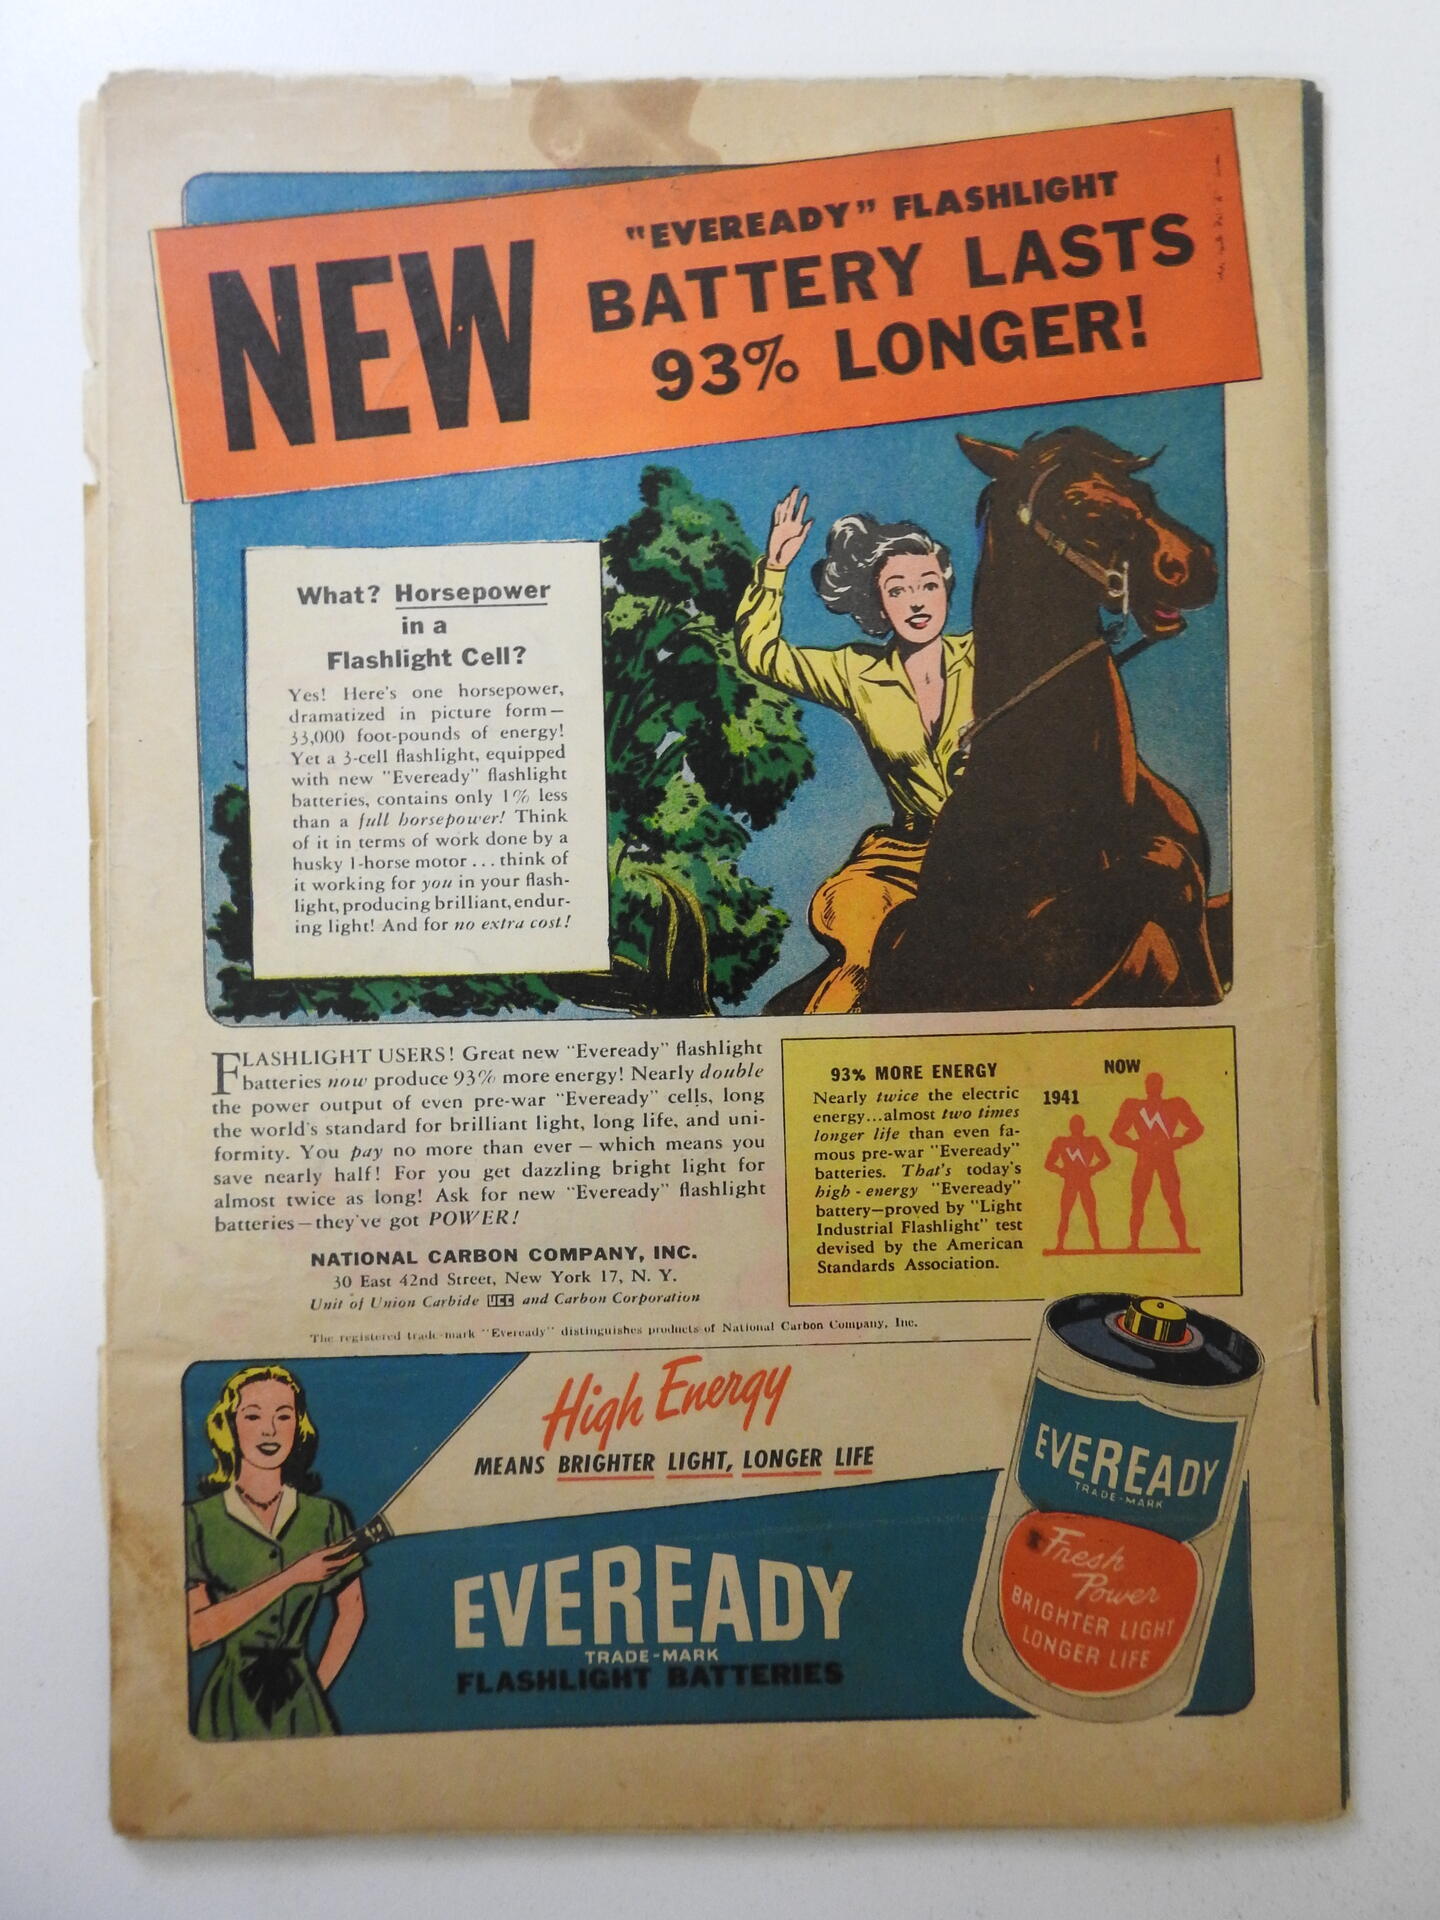 NEW
"EVEREADY" FLASHLIGHT
BATTERY LASTS
93% LONGER!
What? Horsepower
in a
Flashlight Cell?
Yes! Here's one horsepower,
dramatized in picture form—
33,000 foot-pounds of energy!
Yet a 3-cell flashlight, equipped
with new "Eveready" flashlight
batteries, contains only 1% less
than a full horsepower! Think
of it in terms of work done by a
husky 1-horse motor . . . think of
it working for you in your flash-
light, producing brilliant, endur-
ing light! And for no extra cost!
FLASHLIGHT USERS! Great new "Eveready" flashlight
batteries now produce 93% more energy! Nearly double
the power output of even pre-war "Eveready" cells, long
the world's standard for brilliant light, long life, and uni-
formity. You pay no more than ever — which means you
save nearly half! For you get dazzling bright light for
almost twice as long! Ask for new "Eveready" flashlight
batteries — they've got POWER!
NATIONAL CARBON COMPANY, INC.
30 East 42nd Street, New York 17, N. Y.
Unit of Union Carbide UCC and Carbon Corporation
The registered trade-mark "Eveready" distinguishes products of National Carbon Company, Inc.
93% MORE ENERGY
Nearly twice the electric
energy...almost two times
longer life than even fa-
mous pre-war "Eveready"
batteries. That's today's
high-energy "Eveready"
battery—proved by "Light
Industrial Flashlight" test
devised by the American
Standards Association.
1941
NOW
High Energy
MEANS BRIGHTER LIGHT, LONGER LIFE
EVEREADY
TRADE-MARK
FLASHLIGHT BATTERIES
EVEREADY
TRADE-MARK
Fresh
Power
BRIGHTER LIGHT
LONGER LIFE